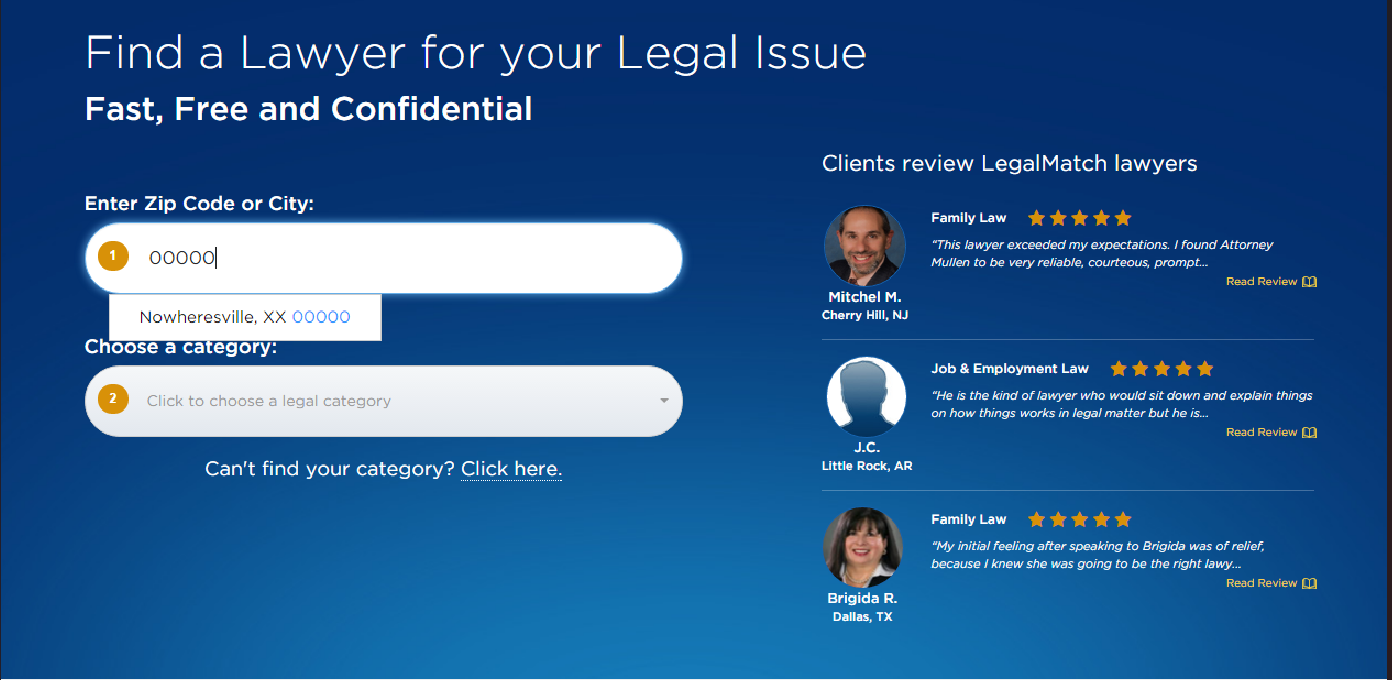 Find a Lawyer for your Legal Issue
Fast, Free and Confidential
Enter Zip Code or City:
1
00000
Nowheresville, XX 00000
Choose a category:
2
Click to choose a legal category
Can't find your category? Click here.
Clients review LegalMatch lawyers
Family Law
“This lawyer exceeded my expectations. I found Attorney
Mullen to be very reliable, courteous, prompt...
Read Review
Mitchel M.
Cherry Hill, NJ
Job & Employment Law
“He is the kind of lawyer who would sit down and explain things
on how things works in legal matter but he is...
Read Review
J.C.
Little Rock, AR
Family Law
“My initial feeling after speaking to Brigida was of relief,
because I knew she was going to be the right lawy...
Read Review
Brigida R.
Dallas, TX